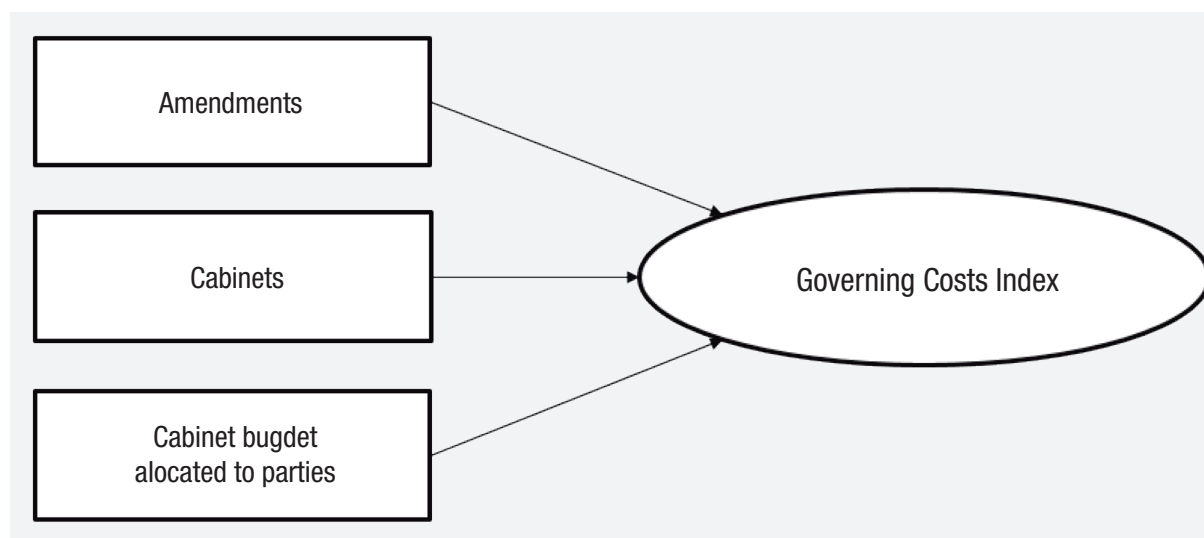 Amendments
Cabinets
Governing Costs Index
Cabinet bugdet
alocated to parties